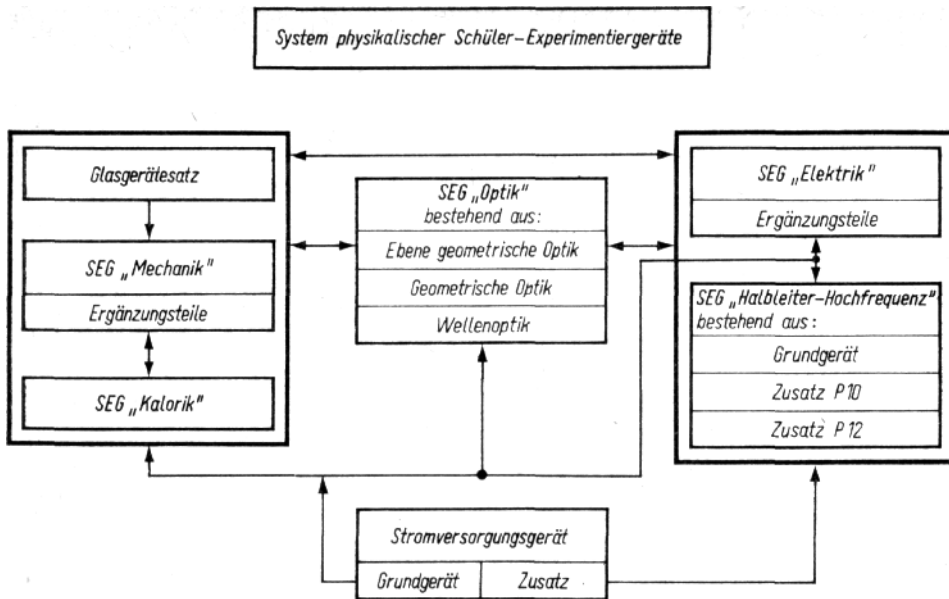 System physikalischer Schüler-Experimentiergeräte
Glasgerätesatz
SEG „Mechanik"
Ergänzungsteile
SEG „Kalorik"
SEG „Optik"
bestehend aus:
Ebene geometrische Optik
Geometrische Optik
Wellenoptik
SEG „Elektrik"
Ergänzungsteile
SEG „Halbleiter-Hochfrequenz"
bestehend aus:
Grundgerät
Zusatz P10
Zusatz P12
Stromversorgungsgerät
Grundgerät
Zusatz